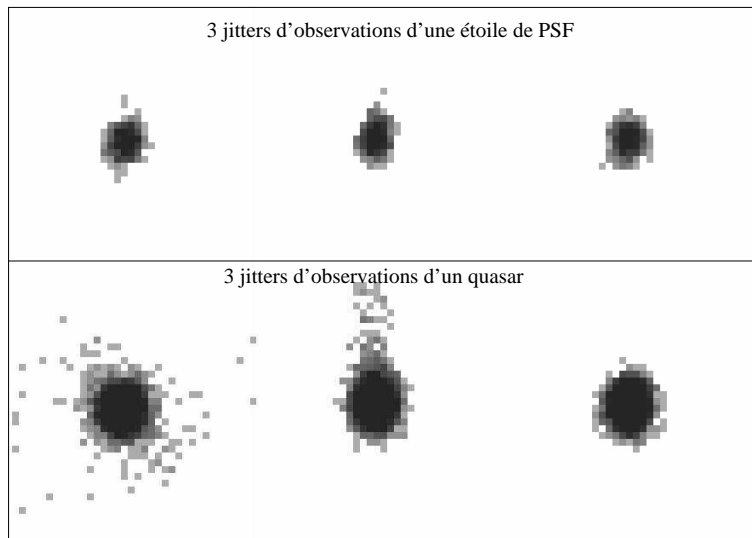 3 jitters d'observations d'une étoile de PSF
3 jitters d'observations d'un quasar